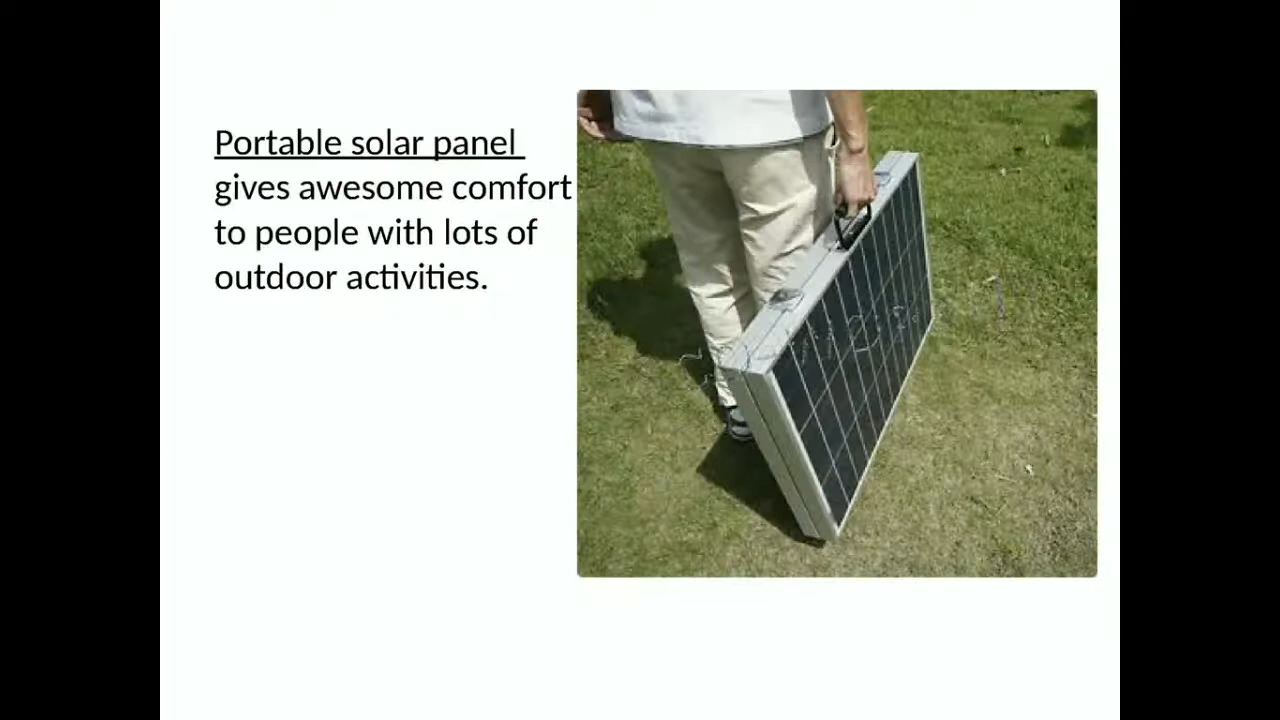 Portable solar panel
gives awesome comfort
to people with lots of
outdoor activities.